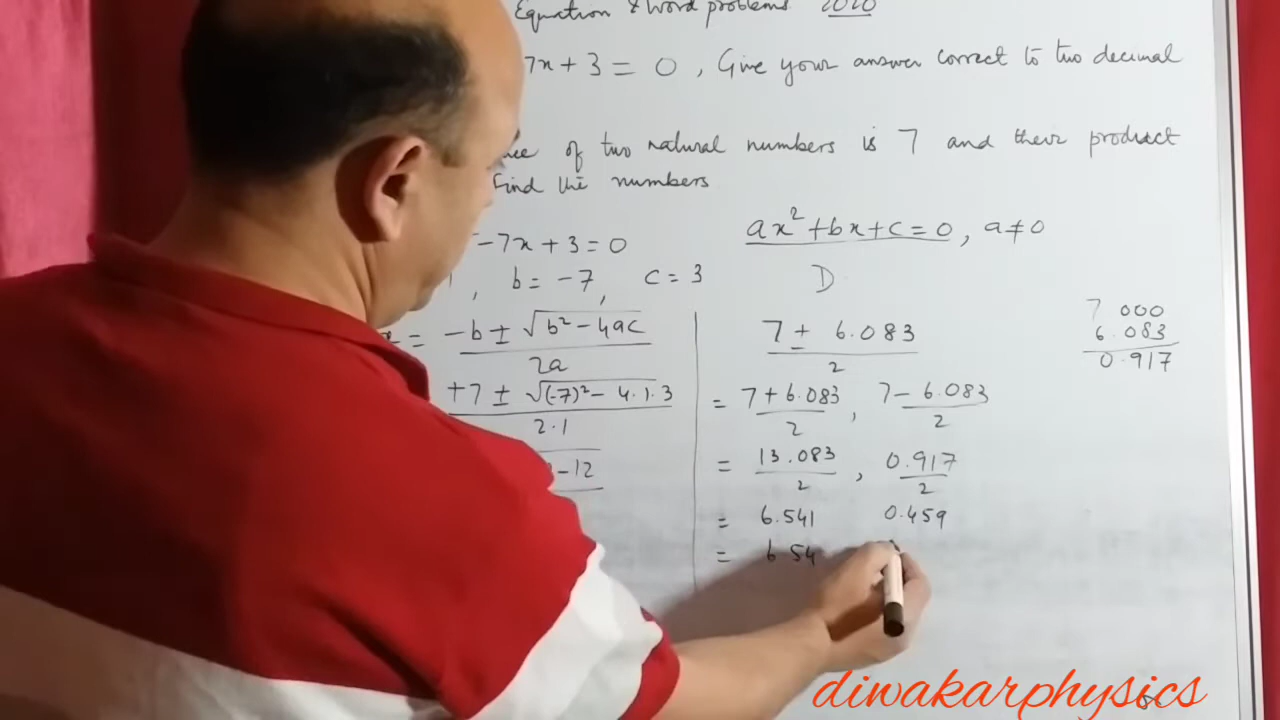 Equation & Word problems 2020
7x + 3 = 0 , Give your answer correct to two decimal
of two natural numbers is 7 and their product
Find the numbers
-7x + 3 = 0
b = -7, c = 3
= -b ± √b² - 4ac
2a
+7 ± √(-7)² - 4.1.3
2.1
-12
ax² + bx + c = 0, a ≠ 0
D
7 ± 6.083
2
= 7 + 6.083 , 7 - 6.083
2 2
= 13.083 , 0.917
2 2
= 6.541 0.459
= 6.54
7 000
6.083
0.917
diwakarphysics